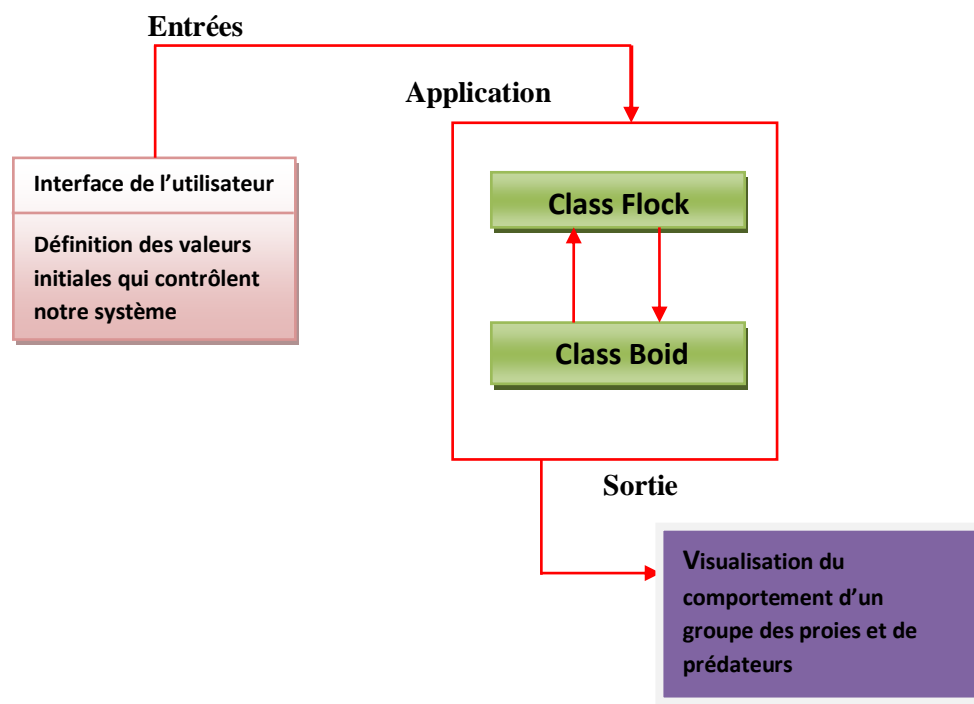 Entrées
Application
Interface de l’utilisateur
Définition des valeurs
initiales qui contrôlent
notre système
Class Flock
Class Boid
Sortie
Visualisation du
comportement d’un
groupe des proies et de
prédateurs